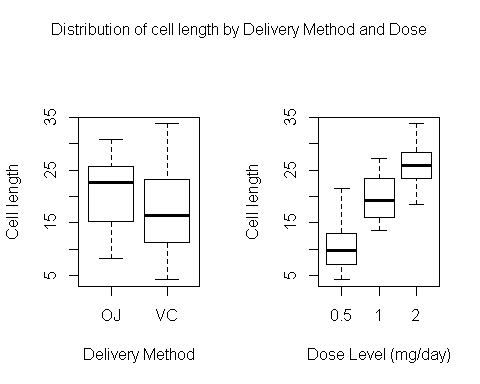 Distribution of cell length by Delivery Method and Dose
Cell length
35
25
15
5
OJ VC
Delivery Method
Cell length
35
25
15
5
0.5 1 2
Dose Level (mg/day)